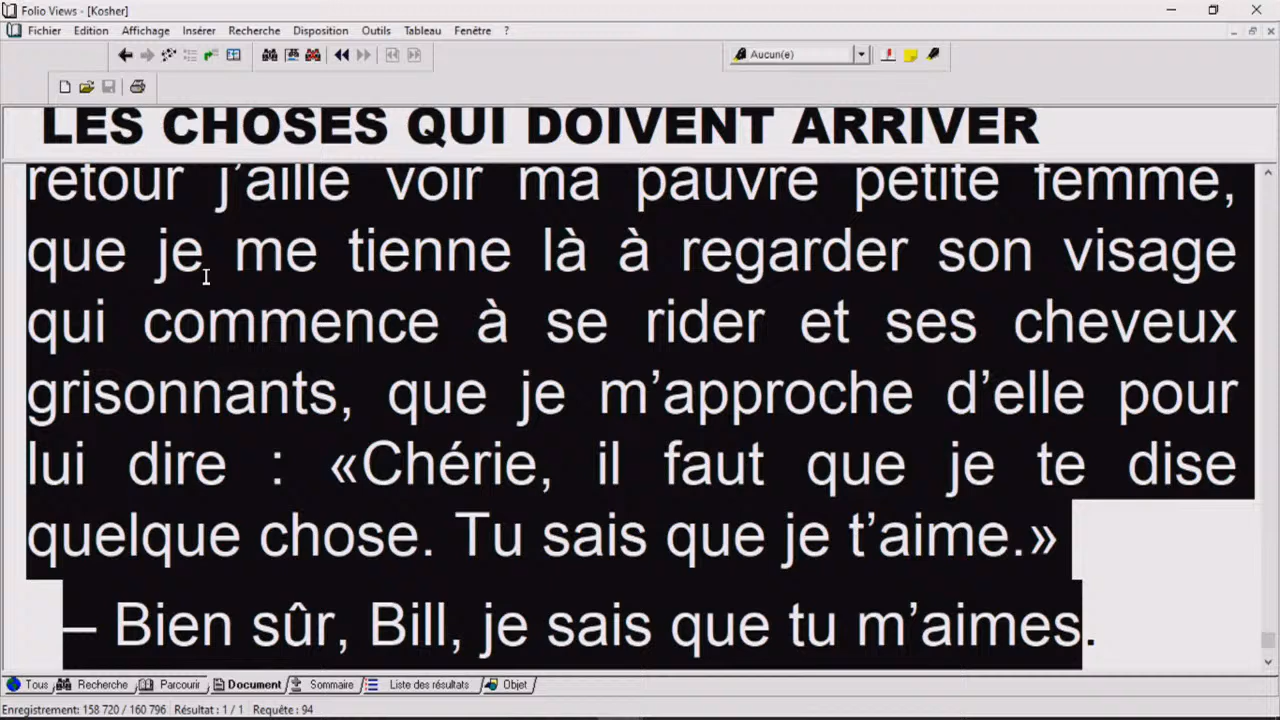 Folio Views - [Kosher]
Fichier Edition Affichage Insérer Recherche Disposition Outils Tableau Fenêtre ?
Aucun(e)
LES CHOSES QUI DOIVENT ARRIVER
retour j’aille voir ma pauvre petite femme,
que je me tienne là à regarder son visage
qui commence à se rider et ses cheveux
grisonnants, que je m’approche d’elle pour
lui dire : «Chérie, il faut que je te dise
quelque chose. Tu sais que je t’aime.»
– Bien sûr, Bill, je sais que tu m’aimes.
Tous Recherche Parcourir Document Sommaire Liste des résultats Objet
Enregistrement: 158 720 / 160 796 Résultat : 1 / 1 Requête : 94